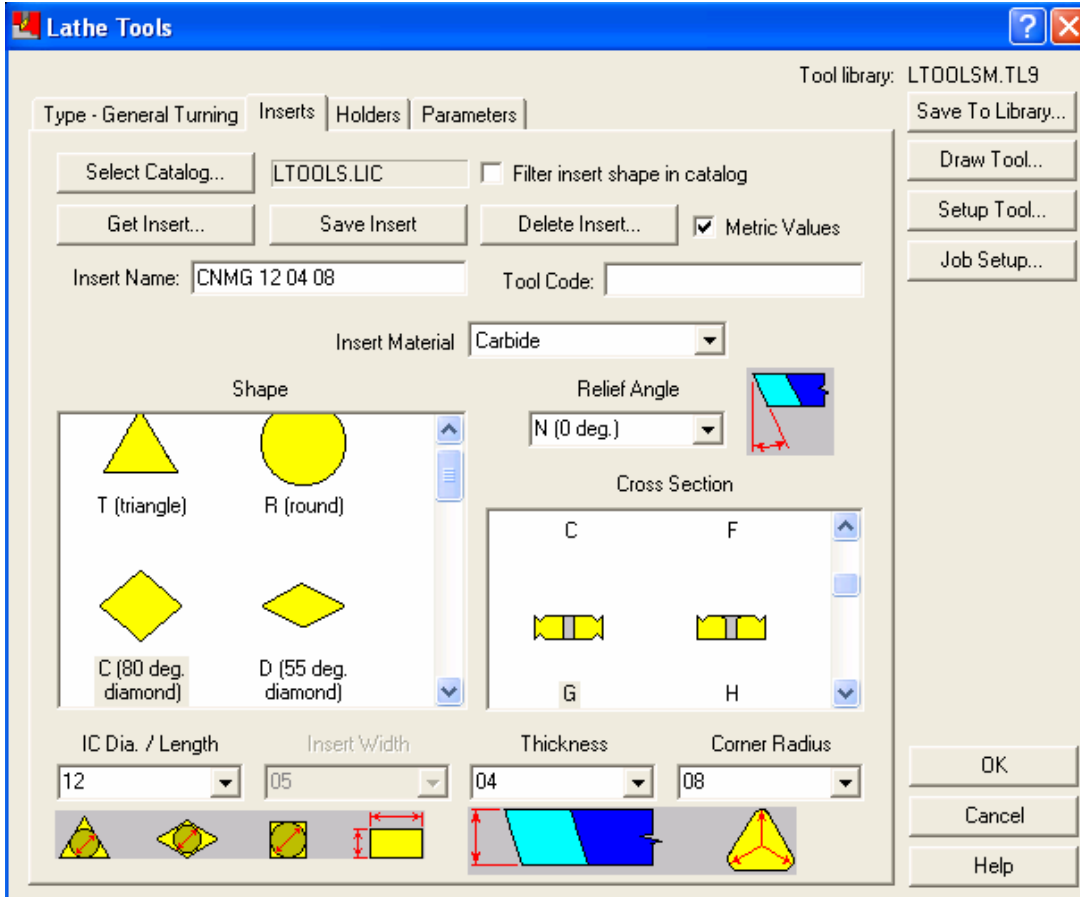 Lathe Tools
Tool library: LTOOLSM.TL9
Type - General Turning Inserts Holders Parameters
Save To Library...
Select Catalog... LTOOLS.LIC Filter insert shape in catalog
Draw Tool...
Get Insert... Save Insert Delete Insert... Metric Values
Setup Tool...
Insert Name: CNMG 12 04 08 Tool Code:
Job Setup...
Insert Material Carbide
Shape
Relief Angle
N (0 deg.)
T (triangle) R (round)
C (80 deg. diamond) D (55 deg. diamond)
Cross Section
C F
G H
IC Dia. / Length Insert Width Thickness Corner Radius
12 05 04 08
OK
Cancel
Help